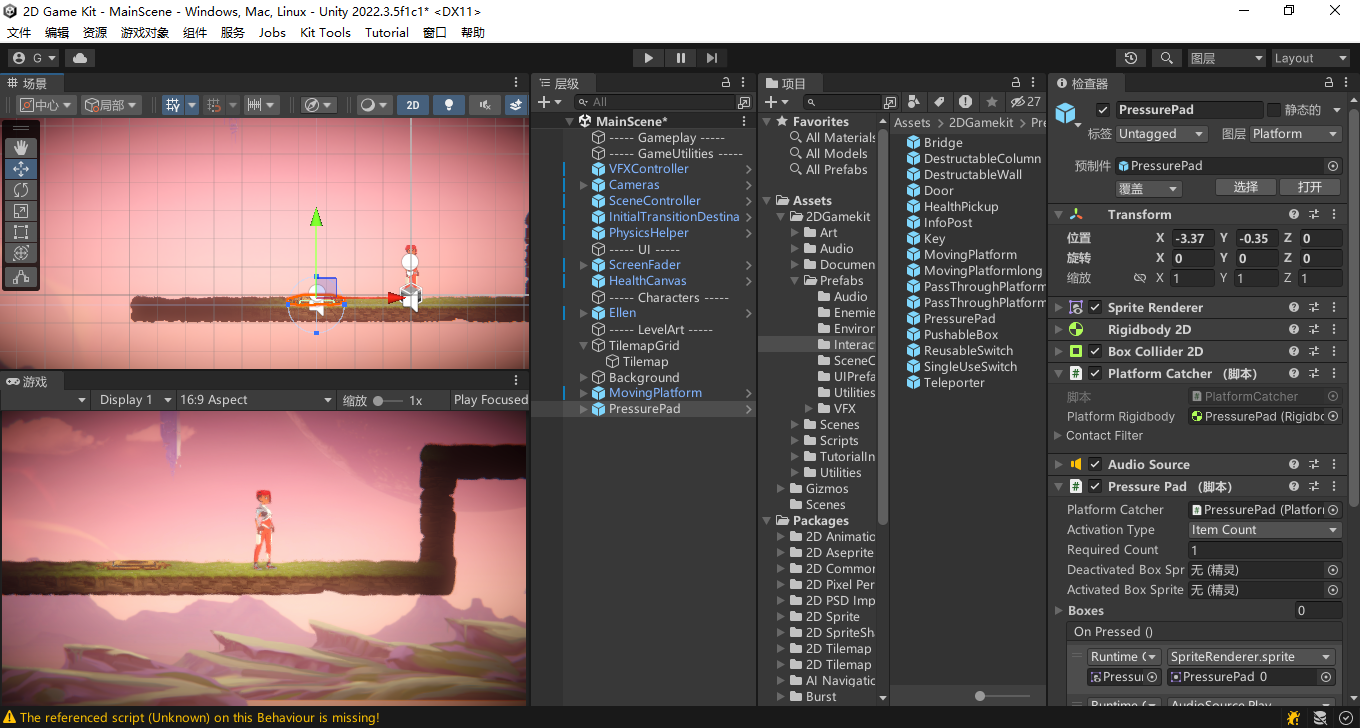 2D Game Kit - MainScene - Windows, Mac, Linux - Unity 2022.3.5f1c1* <DX11>
文件 编辑 资源 游戏对象 组件 服务 Jobs Kit Tools Tutorial 窗口 帮助
G
图层
Layout
场景
中心
局部
2D
游戏
Display 1
16:9 Aspect
缩放
1x
Play Focused
层级
All
MainScene*
----- Gameplay -----
----- GameUtilities -----
VFXController
Cameras
SceneController
InitialTransitionDestina
PhysicsHelper
----- UI -----
ScreenFader
HealthCanvas
----- Characters -----
Ellen
----- LevelArt -----
TilemapGrid
Tilemap
Background
MovingPlatform
PressurePad
项目
27
Favorites
All Materials
All Models
All Prefabs
Assets
2DGamekit
Art
Audio
Documen
Prefabs
Audio
Enemie
Enviror
Interac
SceneC
UIPrefa
Utilities
VFX
Scenes
Scripts
TutorialIn
Utilities
Gizmos
Scenes
Packages
2D Animatio
2D Aseprite
2D Common
2D Pixel Per
2D PSD Imp
2D Sprite
2D SpriteSha
2D Tilemap
2D Tilemap
AI Navigatic
Burst
Assets
2DGamekit
Pre
Bridge
DestructableColumn
DestructableWall
Door
HealthPickup
InfoPost
Key
MovingPlatform
MovingPlatformlong
PassThroughPlatform
PassThroughPlatform
PressurePad
PushableBox
ReusableSwitch
SingleUseSwitch
Teleporter
检查器
PressurePad
静态的
标签 Untagged 图层 Platform
预制件 PressurePad
覆盖 选择 打开
Transform
位置 X -3.37 Y -0.35 Z 0
旋转 X 0 Y 0 Z 0
缩放 X 1 Y 1 Z 1
Sprite Renderer
Rigidbody 2D
Box Collider 2D
# Platform Catcher （脚本）
脚本 PlatformCatcher
Platform Rigidbody PressurePad (Rigidbo
Contact Filter
Audio Source
# Pressure Pad （脚本）
Platform Catcher PressurePad (Platforr
Activation Type Item Count
Required Count 1
Deactivated Box Spr 无 (精灵)
Activated Box Sprite 无 (精灵)
Boxes 0
On Pressed ()
Runtime SpriteRenderer.sprite
Pressu PressurePad_0
Runtime AudioSource.Play
The referenced script (Unknown) on this Behaviour is missing!